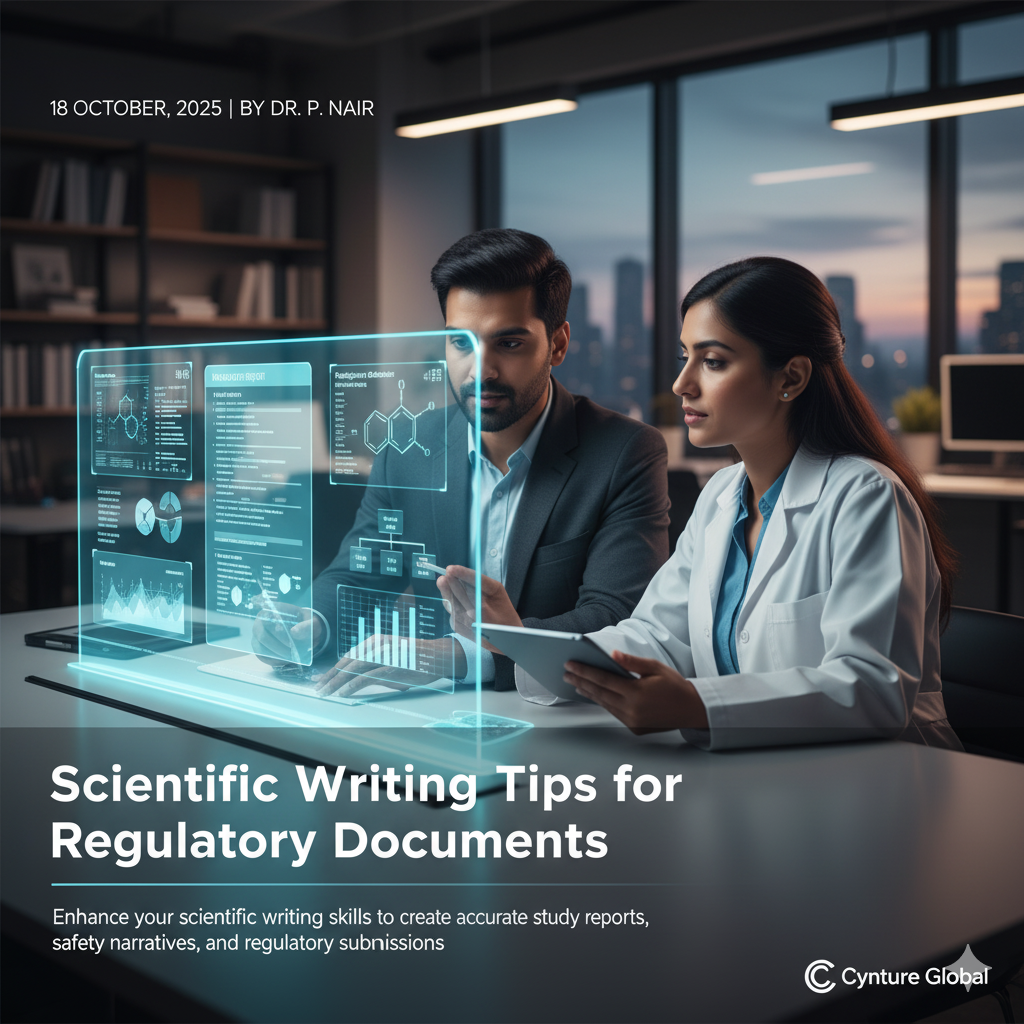 18 OCTOBER, 2025 | BY DR. P. NAIR
Scientific Writing Tips for
Regulatory Documents
Enhance your scientific writing skills to create accurate study reports,
safety narratives, and regulatory submissions
Cynture Global